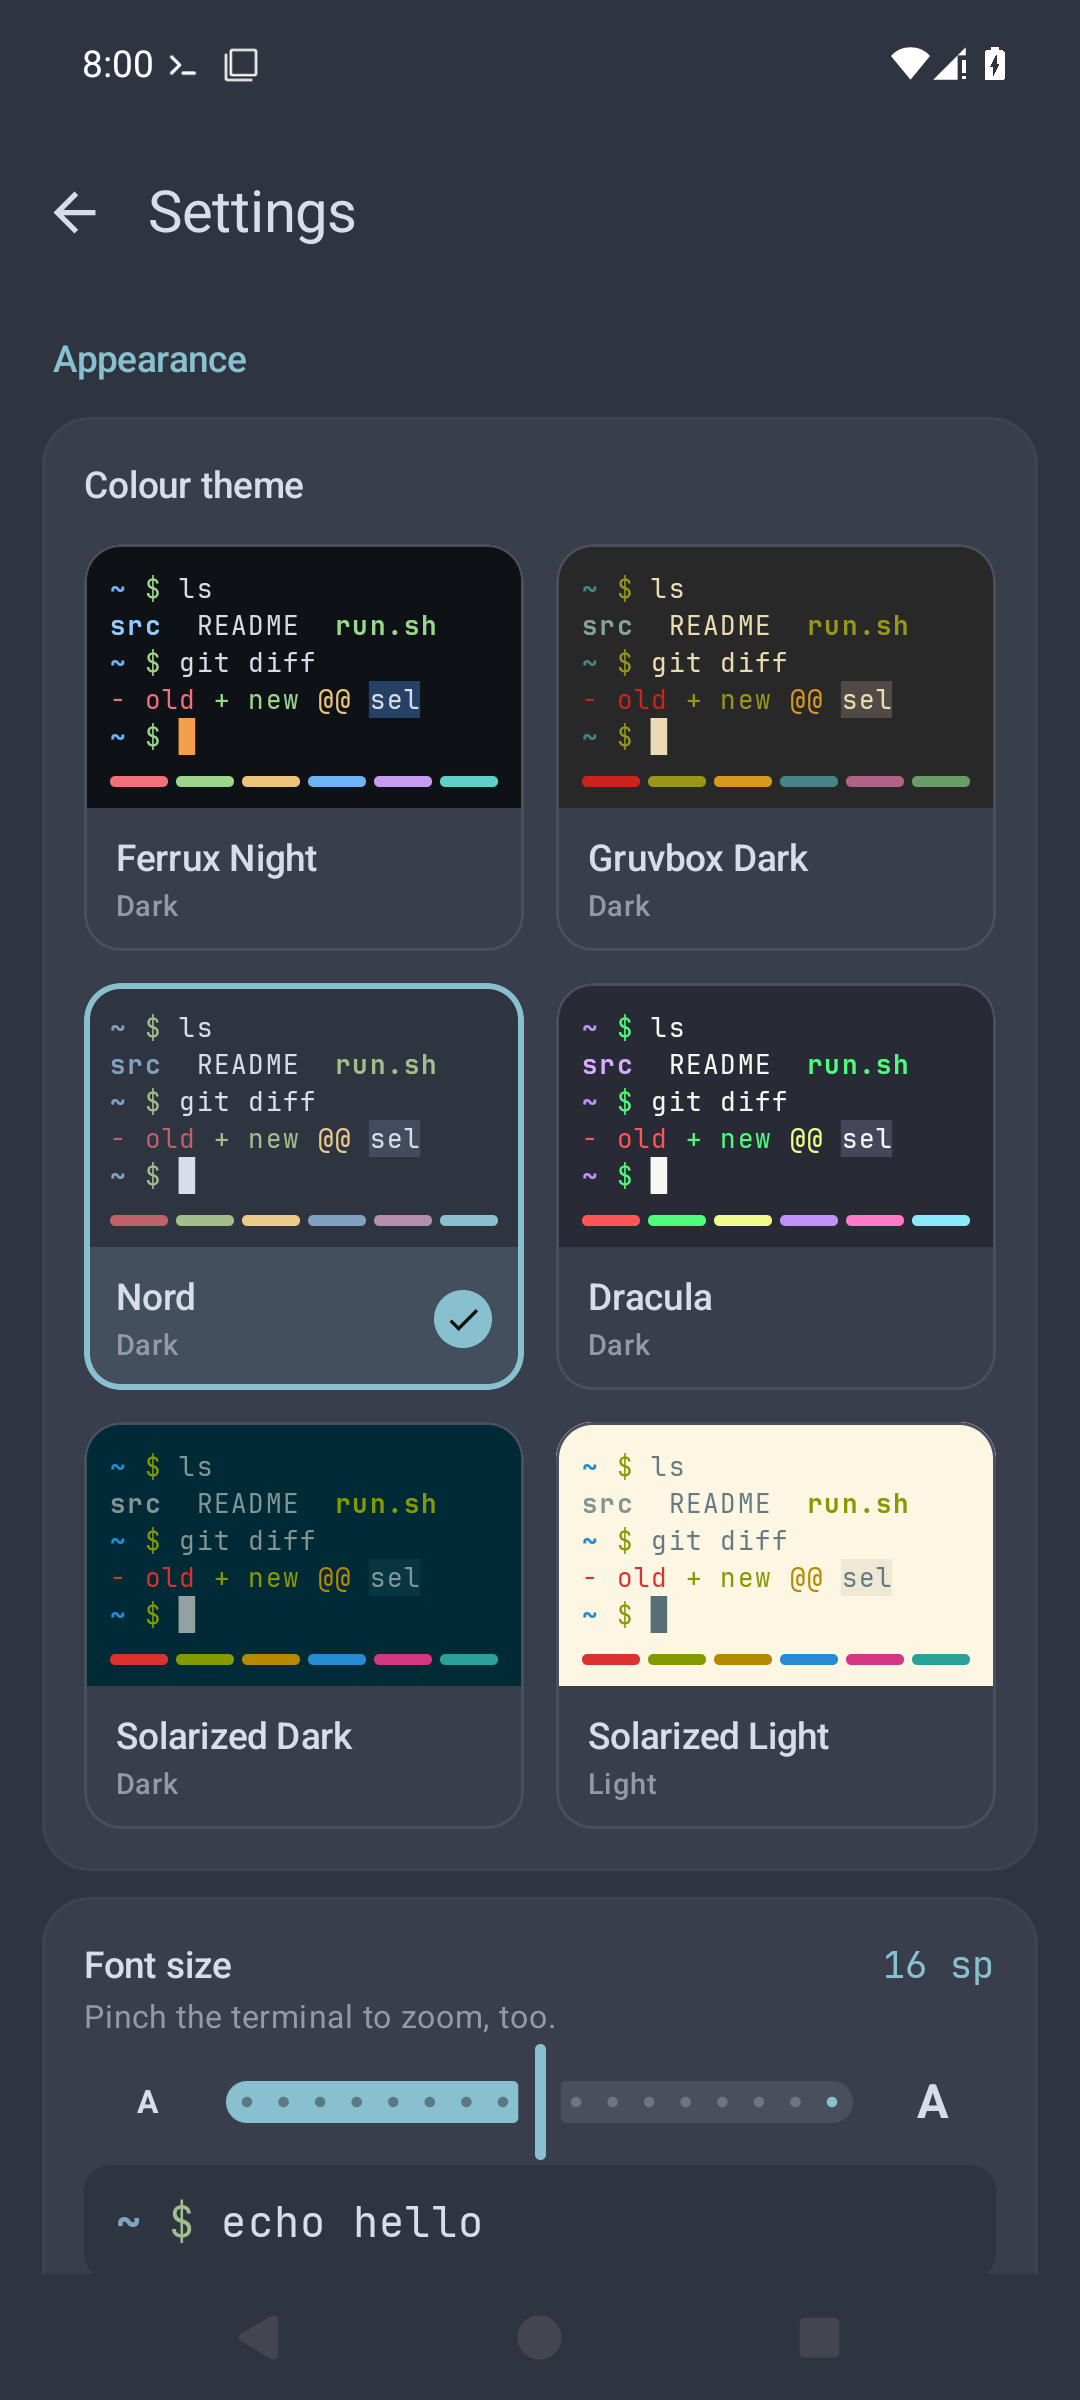 8:00
Settings
Appearance
Colour theme
~ $ ls
src README run.sh
~ $ git diff
- old + new @@ sel
~ $
Ferrux Night
Dark
~ $ ls
src README run.sh
~ $ git diff
- old + new @@ sel
~ $
Gruvbox Dark
Dark
~ $ ls
src README run.sh
~ $ git diff
- old + new @@ sel
~ $
Nord
Dark
~ $ ls
src README run.sh
~ $ git diff
- old + new @@ sel
~ $
Dracula
Dark
~ $ ls
src README run.sh
~ $ git diff
- old + new @@ sel
~ $
Solarized Dark
Dark
~ $ ls
src README run.sh
~ $ git diff
- old + new @@ sel
~ $
Solarized Light
Light
Font size 16 sp
Pinch the terminal to zoom, too.
A A
~ $ echo hello